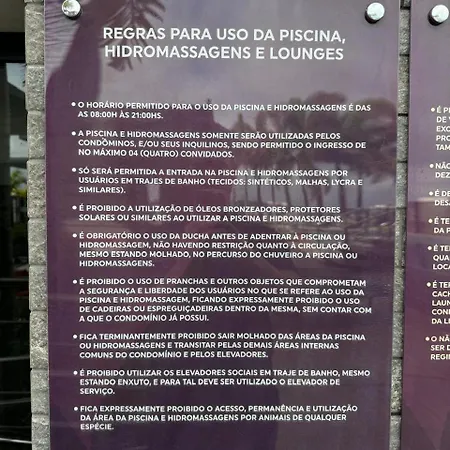 REGRAS PARA USO DA PISCINA,
HIDROMASSAGENS E LOUNGES
• O HORÁRIO PERMITIDO PARA O USO DA PISCINA E HIDROMASSAGENS É DAS
AS 08:00H ÀS 21:00HS.
• A PISCINA E HIDROMASSAGENS SOMENTE SERÃO UTILIZADAS PELOS
CONDÔMINOS, E/OU SEUS INQUILINOS, SENDO PERMITIDO O INGRESSO DE
NO MÁXIMO 04 (QUATRO) CONVIDADOS.
• SÓ SERÁ PERMITIDA A ENTRADA NA PISCINA E HIDROMASSAGENS POR
USUÁRIOS EM TRAJES DE BANHO (TECIDOS: SINTÉTICOS, MALHAS, LYCRA E
SIMILARES).
• É PROIBIDO A UTILIZAÇÃO DE ÓLEOS BRONZEADORES, PROTETORES
SOLARES OU SIMILARES AO UTILIZAR A PISCINA E HIDROMASSAGENS.
• É OBRIGATÓRIO O USO DA DUCHA ANTES DE ADENTRAR À PISCINA OU
HIDROMASSAGEM, NÃO HAVENDO RESTRIÇÃO QUANTO À CIRCULAÇÃO,
MESMO ESTANDO MOLHADO, NO PERCURSO DO CHUVEIRO A PISCINA OU
HIDROMASSAGENS.
• É PROIBIDO O USO DE PRANCHAS E OUTROS OBJETOS QUE COMPROMETAM
A SEGURANÇA E LIBERDADE DOS USUÁRIOS NO QUE SE REFERE AO USO DA
PISCINA E HIDROMASSAGEM, FICANDO EXPRESSAMENTE PROIBIDO O USO
DE CADEIRAS OU ESPREGUIÇADEIRAS DENTRO DA MESMA, SEM CONTAR COM
A QUE O CONDOMÍNIO JÁ POSSUI.
• FICA TERMINANTEMENTE PROIBIDO SAIR MOLHADO DAS ÁREAS DA PISCINA
OU HIDROMASSAGENS E TRANSITAR PELAS DEMAIS ÁREAS INTERNAS
COMUNS DO CONDOMÍNIO E PELOS ELEVADORES.
• É PROIBIDO UTILIZAR OS ELEVADORES SOCIAIS EM TRAJE DE BANHO, MESMO
ESTANDO ENXUTO, E PARA TAL DEVE SER UTILIZADO O ELEVADOR DE
SERVIÇO.
• FICA EXPRESSAMENTE PROIBIDO O ACESSO, PERMANÊNCIA E UTILIZAÇÃO
DA ÁREA DA PISCINA E HIDROMASSAGENS POR ANIMAIS DE QUALQUER
ESPÉCIE.